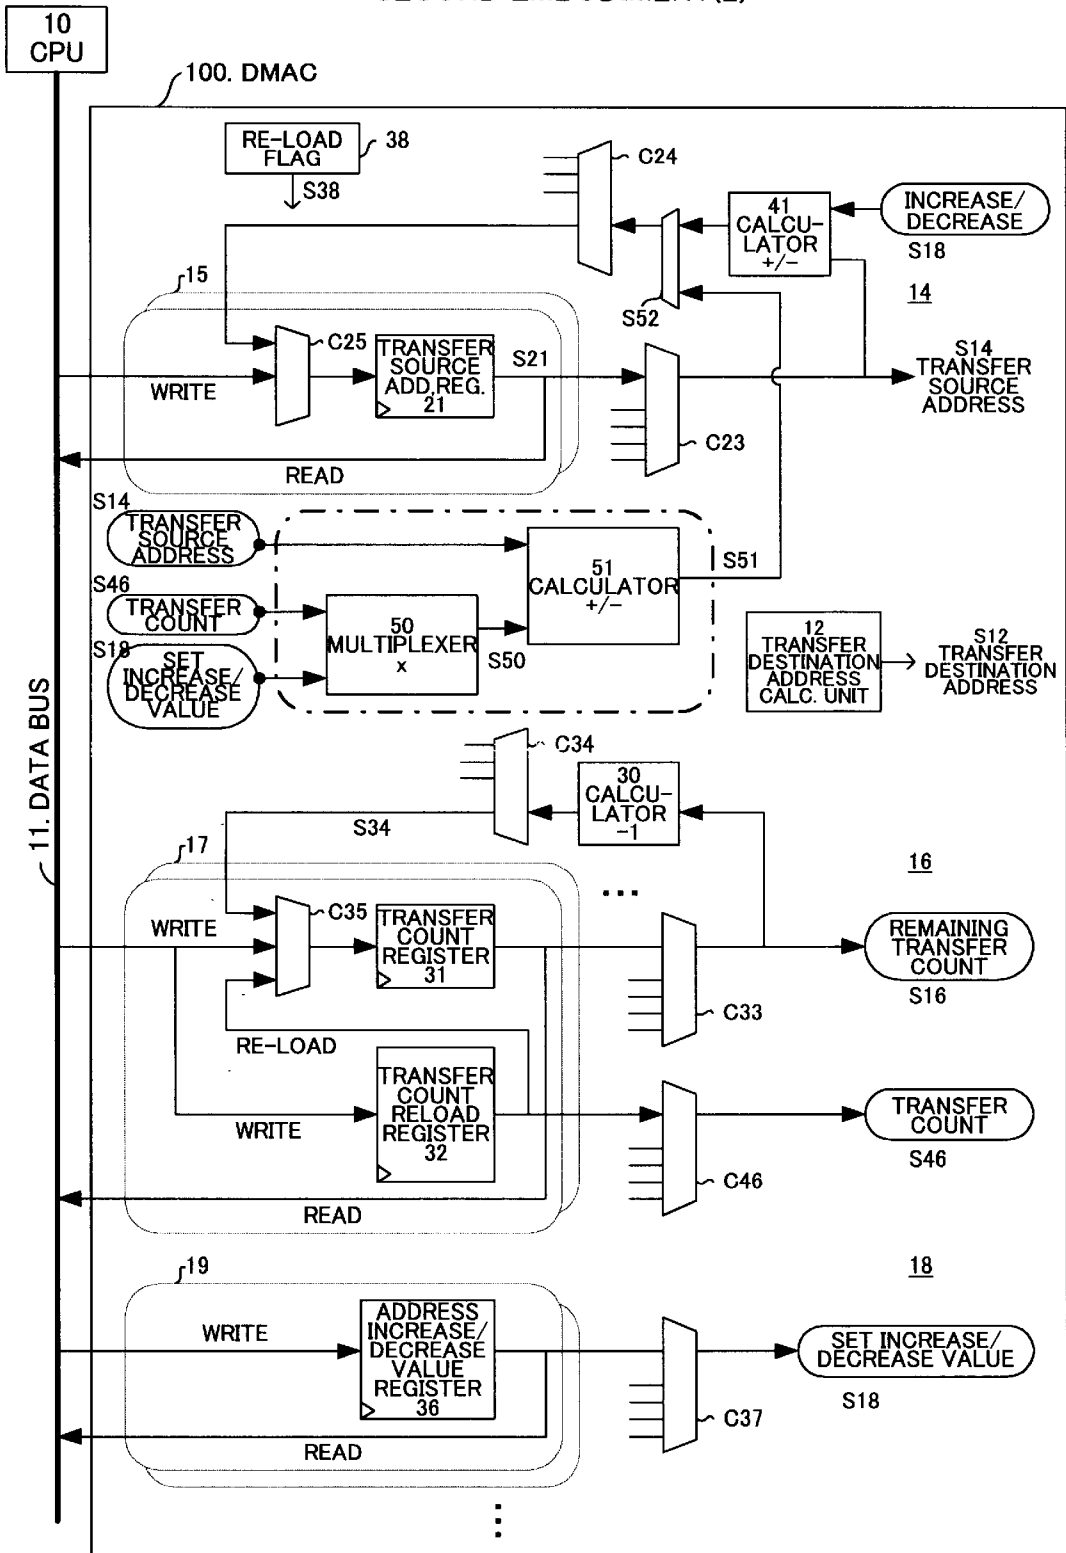 10
CPU
100. DMAC
RE-LOAD
FLAG
38
S38
C24
41
CALCU-
LATOR
+/-
INCREASE/
DECREASE
S18
14
15
S52
C25
TRANSFER
SOURCE
ADD.REG.
21
S21
WRITE
S14
TRANSFER
SOURCE
ADDRESS
C23
READ
S14
TRANSFER
SOURCE
ADDRESS
S46
TRANSFER
COUNT
S18
SET
INCREASE/
DECREASE
VALUE
50
MULTIPLEXER
x
S50
51
CALCULATOR
+/-
S51
12
TRANSFER
DESTINATION
ADDRESS
CALC. UNIT
S12
TRANSFER
DESTINATION
ADDRESS
11. DATA BUS
C34
30
CALCU-
LATOR
-1
S34
17
16
...
WRITE
C35
TRANSFER
COUNT
REGISTER
31
REMAINING
TRANSFER
COUNT
S16
C33
RE-LOAD
TRANSFER
COUNT
RELOAD
REGISTER
32
WRITE
TRANSFER
COUNT
S46
C46
READ
19
18
WRITE
ADDRESS
INCREASE/
DECREASE
VALUE
REGISTER
36
SET INCREASE/
DECREASE VALUE
S18
C37
READ